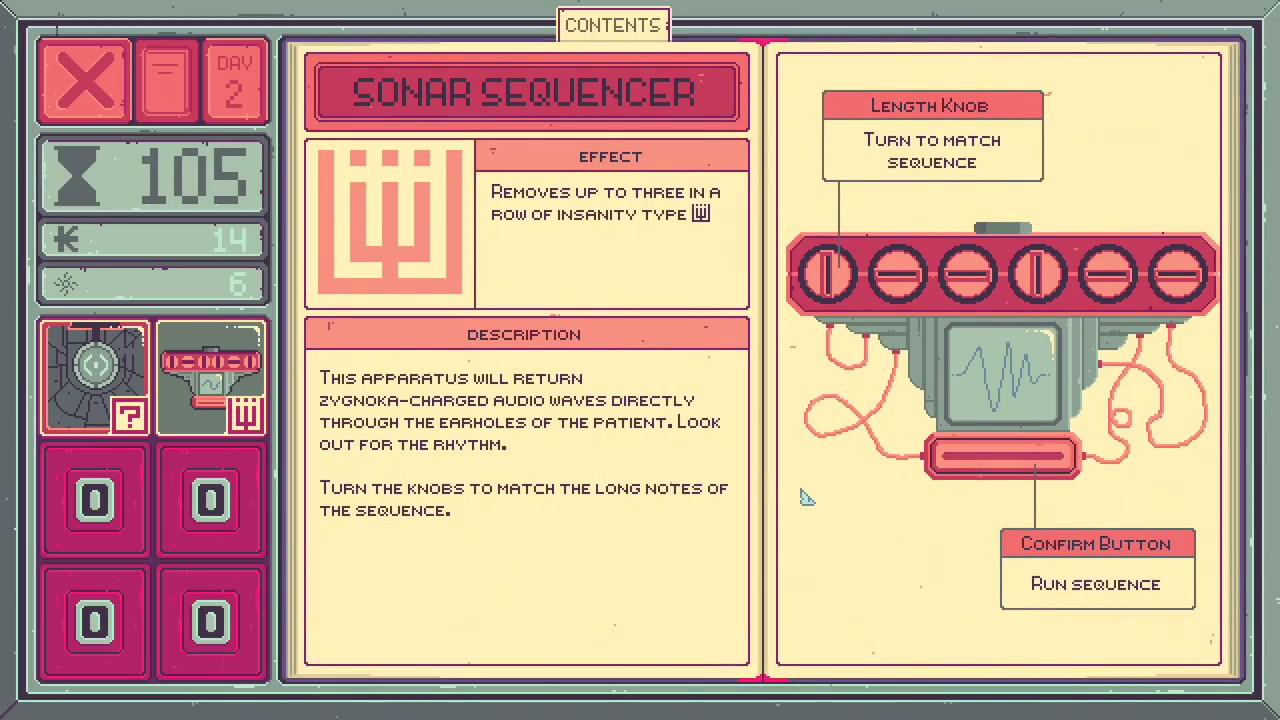 CONTENTS
DAY
2
105
14
6
?
0
0
0
0
SONAR SEQUENCER
EFFECT
REMOVES UP TO THREE IN A
ROW OF INSANITY TYPE
DESCRIPTION
THIS APPARATUS WILL RETURN
ZYGNOKA-CHARGED AUDIO WAVES DIRECTLY
THROUGH THE EARHOLES OF THE PATIENT. LOOK
OUT FOR THE RHYTHM.
TURN THE KNOBS TO MATCH THE LONG NOTES OF
THE SEQUENCE.
LENGTH KNOB
TURN TO MATCH
SEQUENCE
CONFIRM BUTTON
RUN SEQUENCE